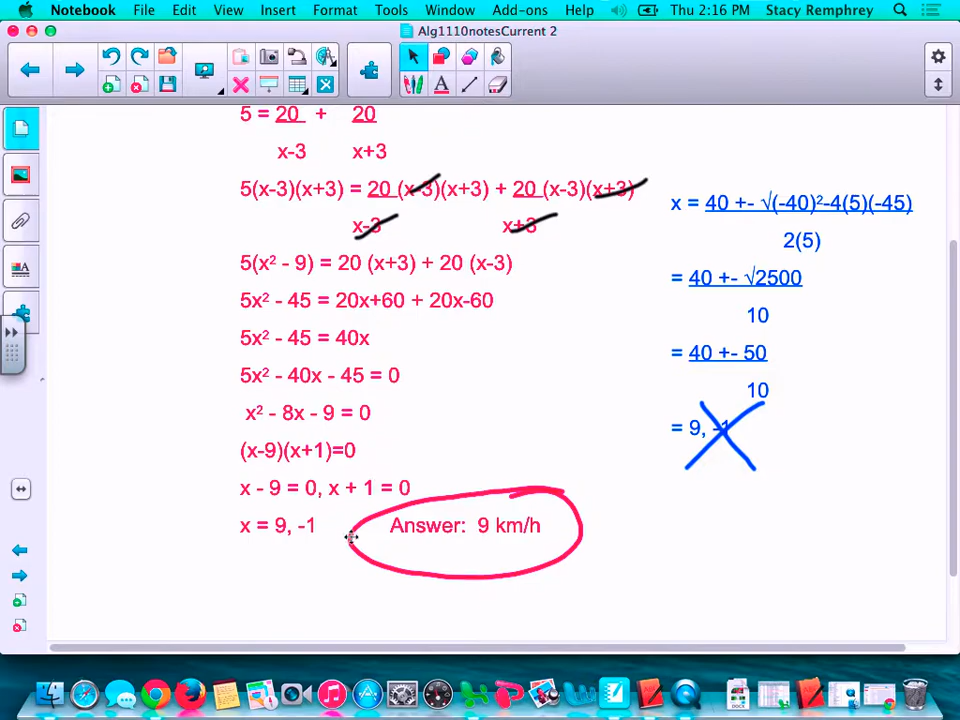 Notebook File Edit View Insert Format Tools Window Add-ons Help Thu 2:16 PM Stacy Remphrey
Alg1110notesCurrent 2
5 = 20 + 20
x-3 x+3
5(x-3)(x+3) = 20 (x-3)(x+3) + 20 (x-3)(x+3)
x-3 x+3
5(x² - 9) = 20 (x+3) + 20 (x-3)
5x² - 45 = 20x+60 + 20x-60
5x² - 45 = 40x
5x² - 40x - 45 = 0
x² - 8x - 9 = 0
(x-9)(x+1)=0
x - 9 = 0, x + 1 = 0
x = 9, -1 Answer: 9 km/h
x = 40 +- √(-40)²-4(5)(-45)
2(5)
= 40 +- √2500
10
= 40 +- 50
10
= 9, -1